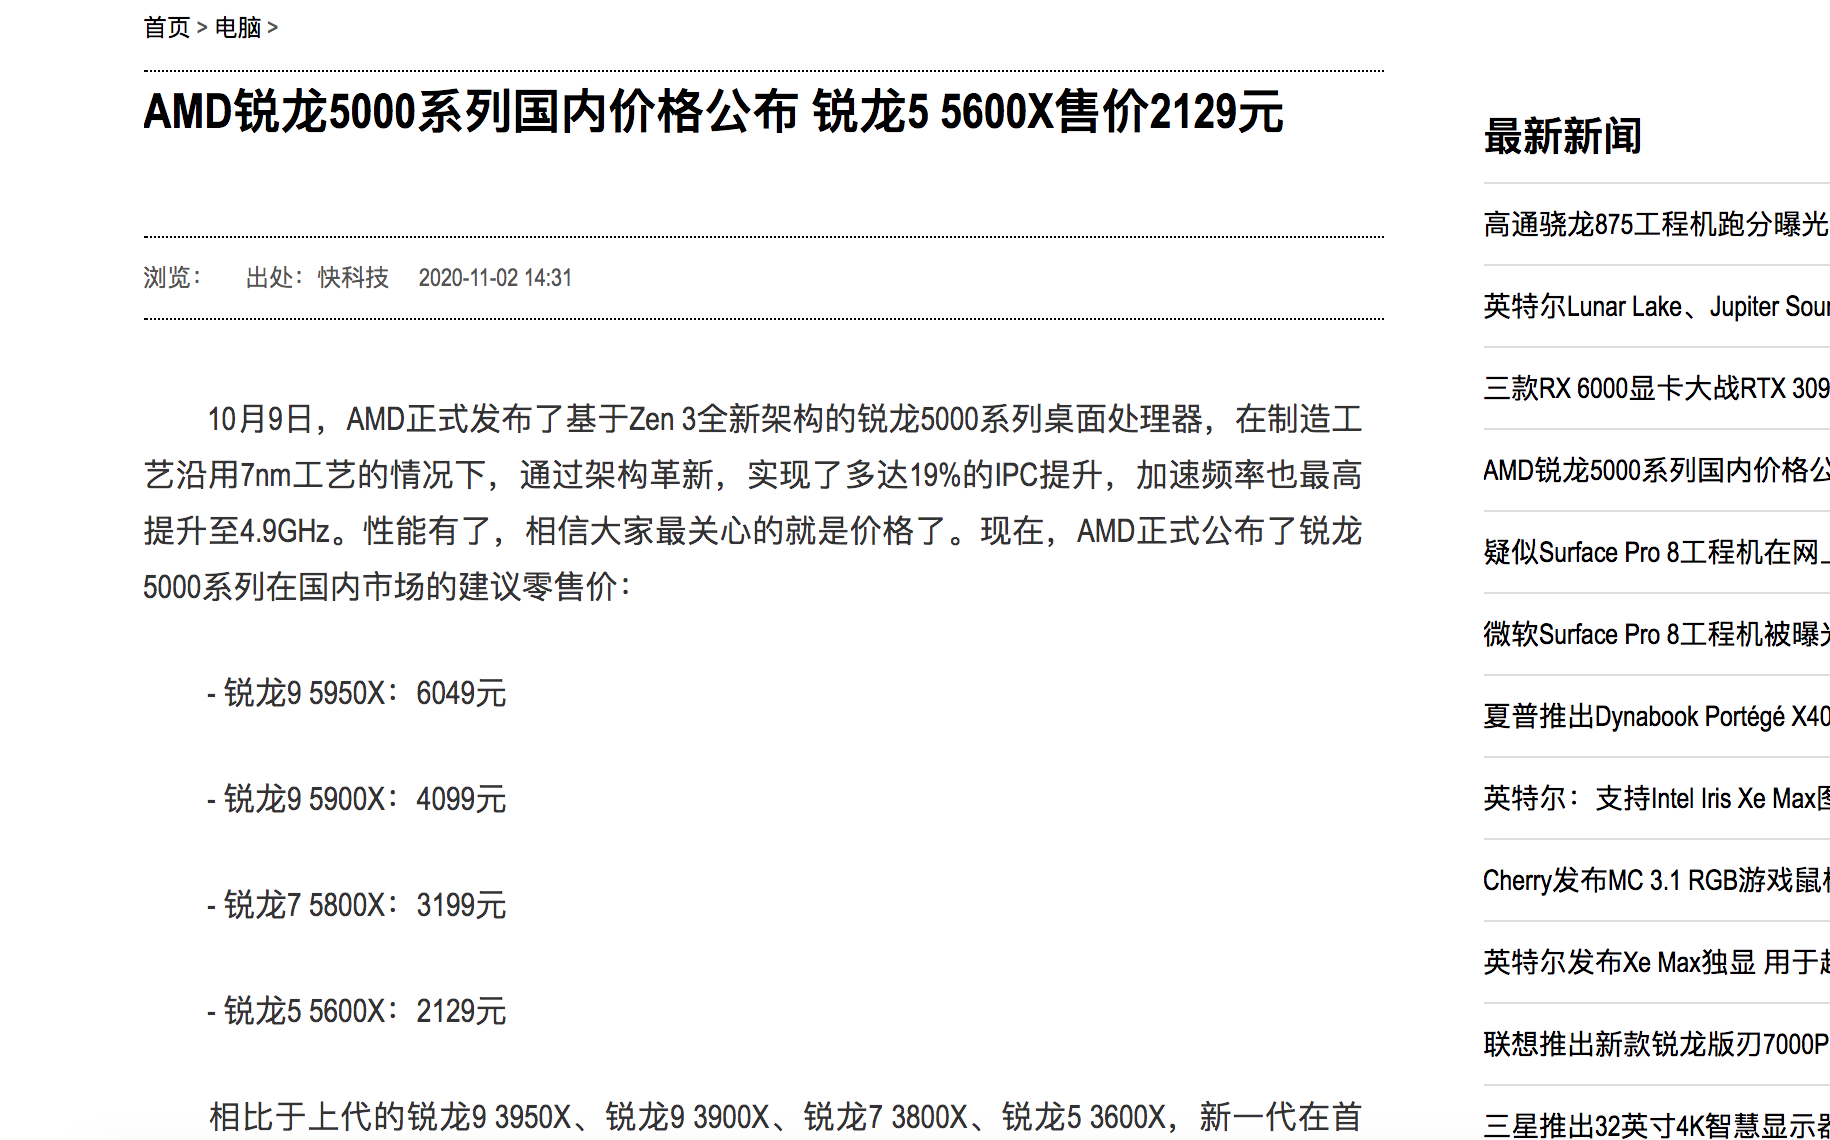 首页 > 电脑 >
AMD锐龙5000系列国内价格公布 锐龙5 5600X售价2129元
浏览： 出处：快科技 2020-11-02 14:31
10月9日，AMD正式发布了基于Zen 3全新架构的锐龙5000系列桌面处理器，在制造工
艺沿用7nm工艺的情况下，通过架构革新，实现了多达19%的IPC提升，加速频率也最高
提升至4.9GHz。性能有了，相信大家最关心的就是价格了。现在，AMD正式公布了锐龙
5000系列在国内市场的建议零售价：
- 锐龙9 5950X：6049元
- 锐龙9 5900X：4099元
- 锐龙7 5800X：3199元
- 锐龙5 5600X：2129元
相比于上代的锐龙9 3950X、锐龙9 3900X、锐龙7 3800X、锐龙5 3600X，新一代在首
最新新闻
高通骁龙875工程机跑分曝光
英特尔Lunar Lake、Jupiter Sou
三款RX 6000显卡大战RTX 309
AMD锐龙5000系列国内价格公
疑似Surface Pro 8工程机在网上
微软Surface Pro 8工程机被曝光
夏普推出Dynabook Portégé X40
英特尔：支持Intel Iris Xe Max图
Cherry发布MC 3.1 RGB游戏鼠标
英特尔发布Xe Max独显 用于超
联想推出新款锐龙版刃7000P
三星推出32英寸4K智慧显示器